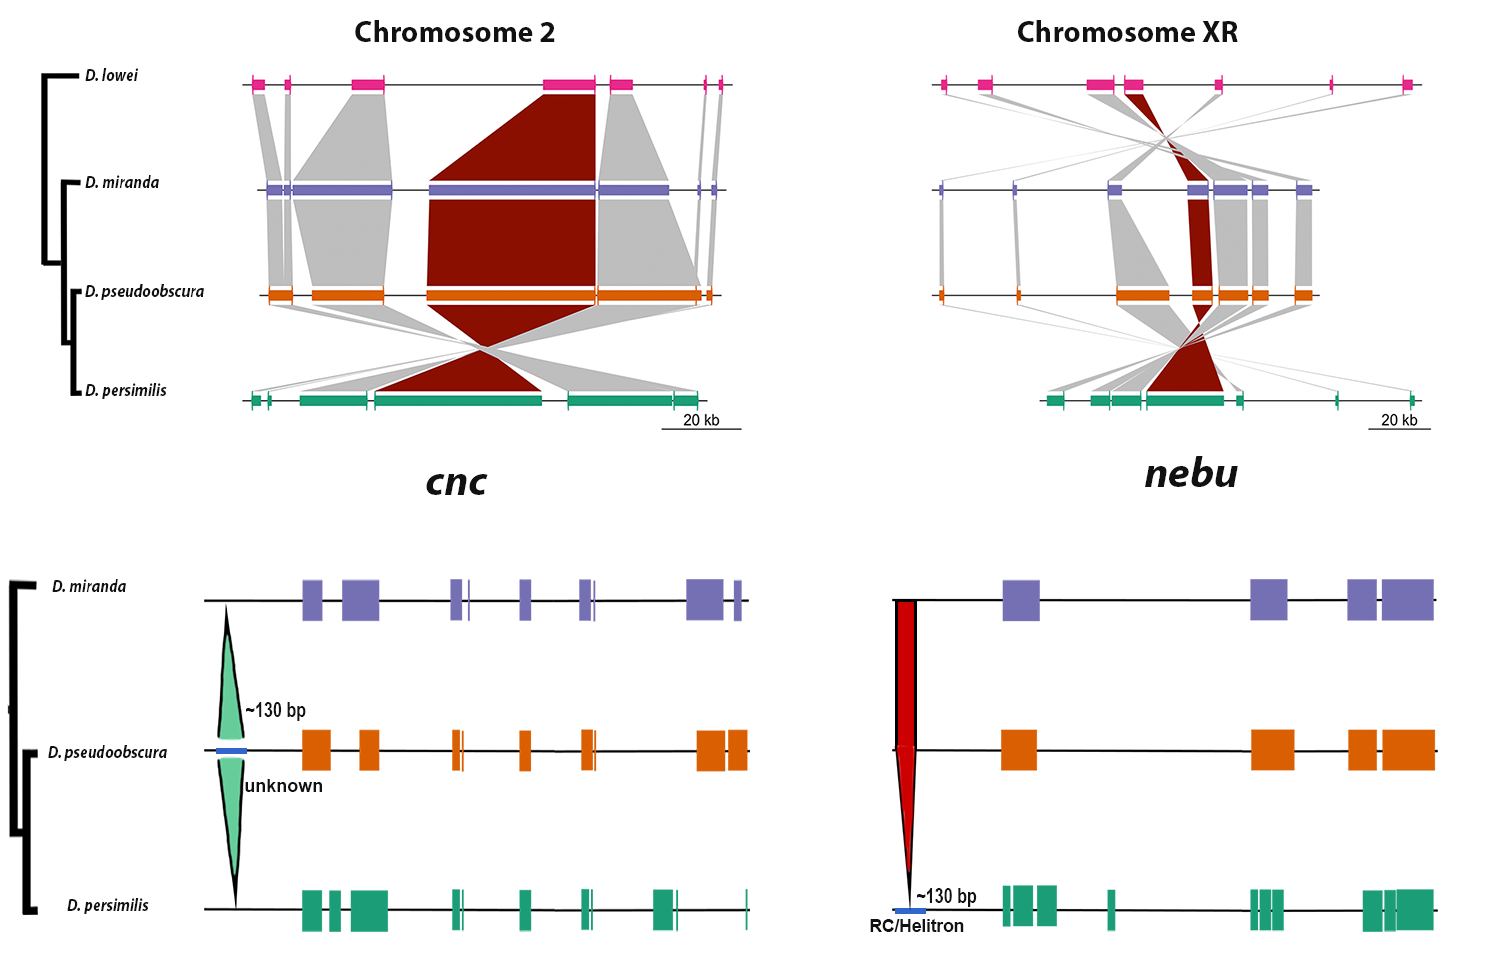 Chromosome 2
Chromosome XR
D. lowei
D. miranda
D. pseudoobscura
D. persimilis
20 kb
20 kb
cnc
nebu
D. miranda
~130 bp
D. pseudoobscura
unknown
D. persimilis
~130 bp
RC/Helitron